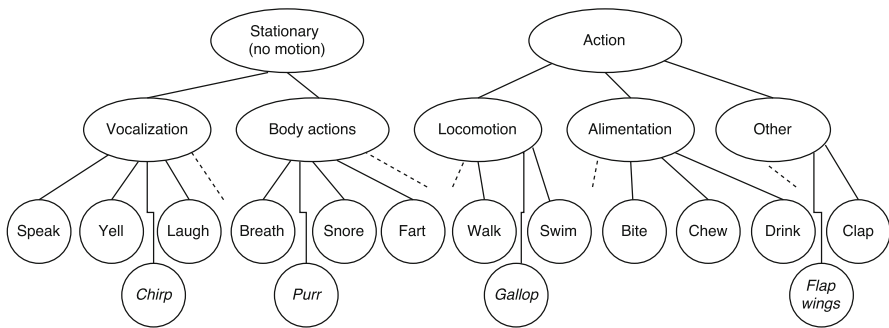 Stationary
(no motion)
Action
Vocalization
Body actions
Locomotion
Alimentation
Other
Speak
Yell
Laugh
Breath
Snore
Fart
Walk
Swim
Bite
Chew
Drink
Clap
Chirp
Purr
Gallop
Flap
wings